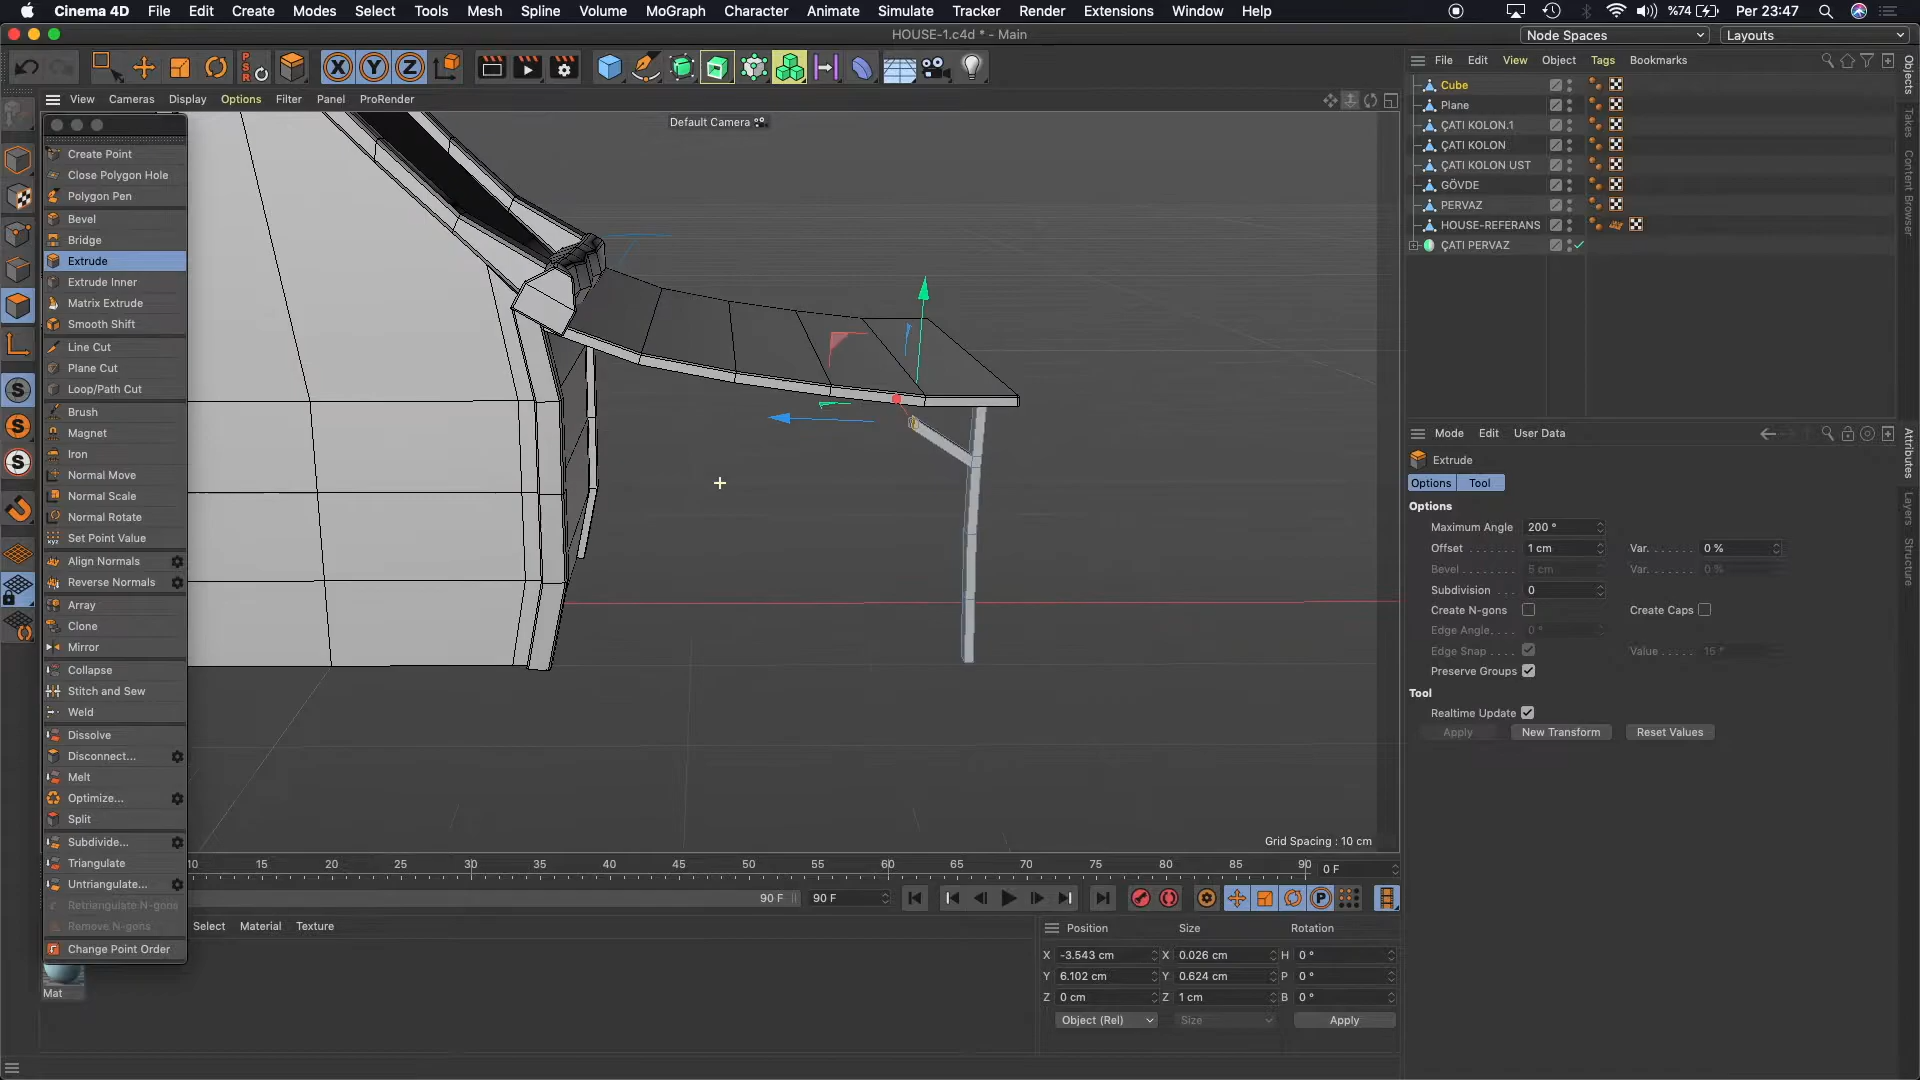 Cinema 4D File Edit Create Modes Select Tools Mesh Spline Volume MoGraph Character Animate Simulate Tracker Render Extensions Window Help %74 Per 23:47
HOUSE-1.c4d * - Main
Node Spaces Layouts
PSR X Y Z
File Edit View Object Tags Bookmarks
View Cameras Display Options Filter Panel ProRender
Default Camera
Create Point
Close Polygon Hole
Polygon Pen
Bevel
Bridge
Extrude
Extrude Inner
Matrix Extrude
Smooth Shift
Line Cut
Plane Cut
Loop/Path Cut
Brush
Magnet
Iron
Normal Move
Normal Scale
Normal Rotate
Set Point Value
Align Normals
Reverse Normals
Array
Clone
Mirror
Collapse
Stitch and Sew
Weld
Dissolve
Disconnect...
Melt
Optimize...
Split
Subdivide...
Triangulate
Untriangulate...
Retriangulate N-gons
Remove N-gons
Change Point Order
Cube
Plane
ÇATI KOLON.1
ÇATI KOLON
ÇATI KOLON UST
GÖVDE
PERVAZ
HOUSE-REFERANS
ÇATI PERVAZ
Objects
Takes
Content Browser
Attributes
Layers
Structure
Mode Edit User Data
Extrude
Options Tool
Options
Maximum Angle 200 °
Offset 1 cm Var. 0 %
Bevel 5 cm Var. 0 %
Subdivision 0
Create N-gons Create Caps
Edge Angle 0 °
Edge Snap Value 15 °
Preserve Groups
Tool
Realtime Update
Apply New Transform Reset Values
Grid Spacing : 10 cm
10 15 20 25 30 35 40 45 50 55 60 65 70 75 80 85 90 0 F
90 F 90 F P
Select Material Texture
Mat
Position Size Rotation
X -3.543 cm X 0.026 cm H 0 °
Y 6.102 cm Y 0.624 cm P 0 °
Z 0 cm Z 1 cm B 0 °
Object (Rel) Size Apply